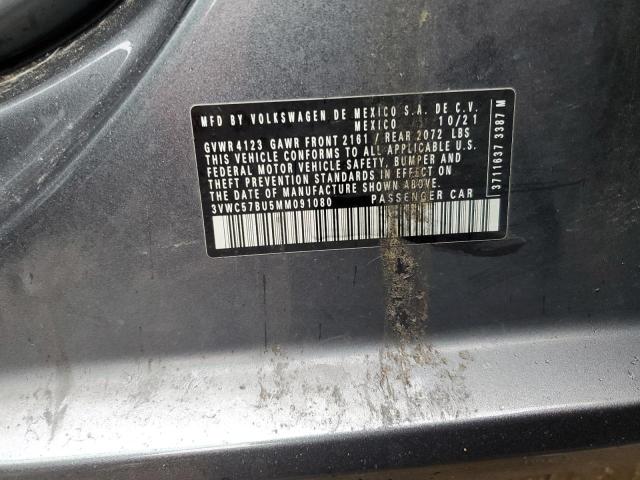 MFD BY VOLKSWAGEN DE MEXICO S.A. DE C.V.
MEXICO 10/21
GVWR 4123 GAWR FRONT 2161 / REAR 2072 LBS
THIS VEHICLE CONFORMS TO ALL APPLICABLE U.S.
FEDERAL MOTOR VEHICLE SAFETY, BUMPER AND
THEFT PREVENTION STANDARDS IN EFFECT ON
THE DATE OF MANUFACTURE SHOWN ABOVE.
3VWC57BU5MM091080 PASSENGER CAR
3711637 3387 M